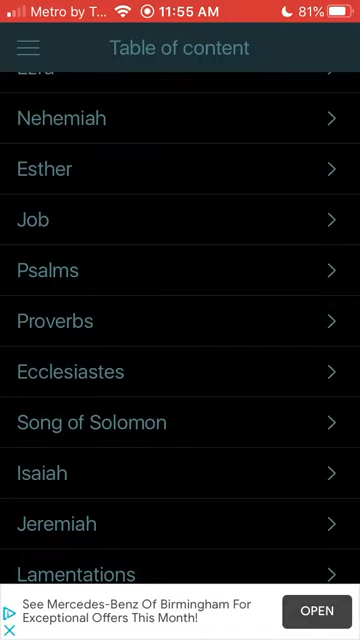 Metro by T... 11:55 AM 81%
Table of content
Ezra
Nehemiah
Esther
Job
Psalms
Proverbs
Ecclesiastes
Song of Solomon
Isaiah
Jeremiah
Lamentations
See Mercedes-Benz Of Birmingham For
Exceptional Offers This Month!
OPEN